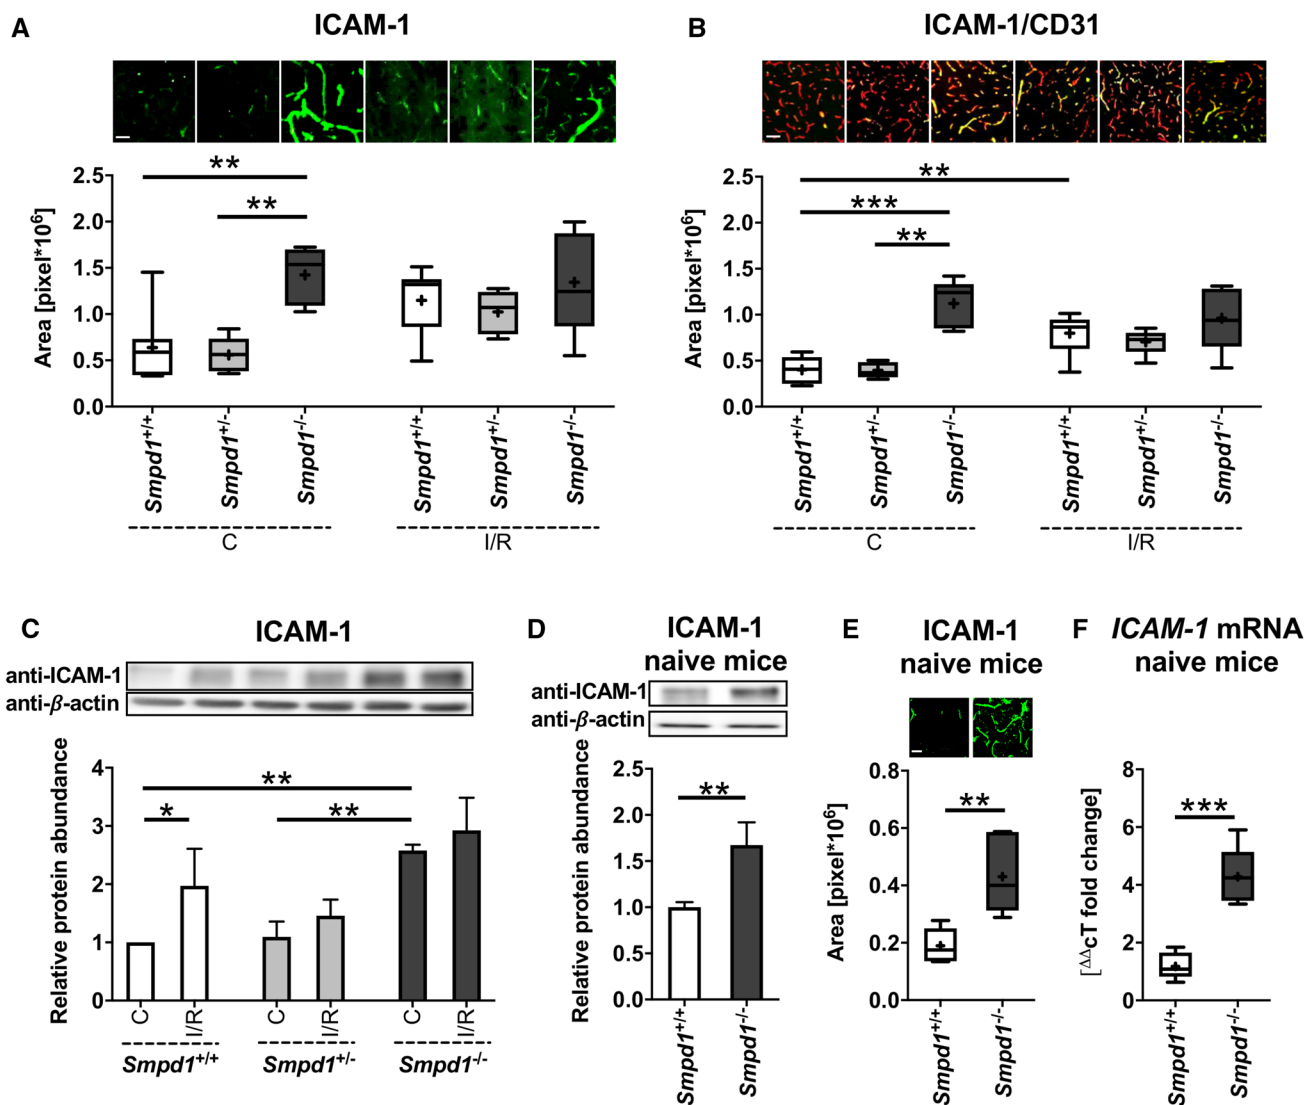 A
ICAM-1
Area [pixel*10⁶]
2.5
2.0
1.5
1.0
0.5
0.0
**
**
Smpd1+/+
Smpd1+/-
Smpd1-/-
Smpd1+/+
Smpd1+/-
Smpd1-/-
C
I/R
B
ICAM-1/CD31
Area [pixel*10⁶]
2.5
2.0
1.5
1.0
0.5
0.0
**
***
**
Smpd1+/+
Smpd1+/-
Smpd1-/-
Smpd1+/+
Smpd1+/-
Smpd1-/-
C
I/R
C
ICAM-1
anti-ICAM-1
anti-β-actin
Relative protein abundance
4
3
2
1
0
**
*
**
C
I/R
C
I/R
C
I/R
Smpd1+/+
Smpd1+/-
Smpd1-/-
D
ICAM-1
naive mice
anti-ICAM-1
anti-β-actin
Relative protein abundance
2.5
2.0
1.5
1.0
0.5
0.0
**
Smpd1+/+
Smpd1-/-
E
ICAM-1
naive mice
Area [pixel*10⁶]
0.8
0.6
0.4
0.2
0.0
**
Smpd1+/+
Smpd1-/-
F
ICAM-1 mRNA
naive mice
[ΔΔcT fold change]
8
6
4
2
0
***
Smpd1+/+
Smpd1-/-